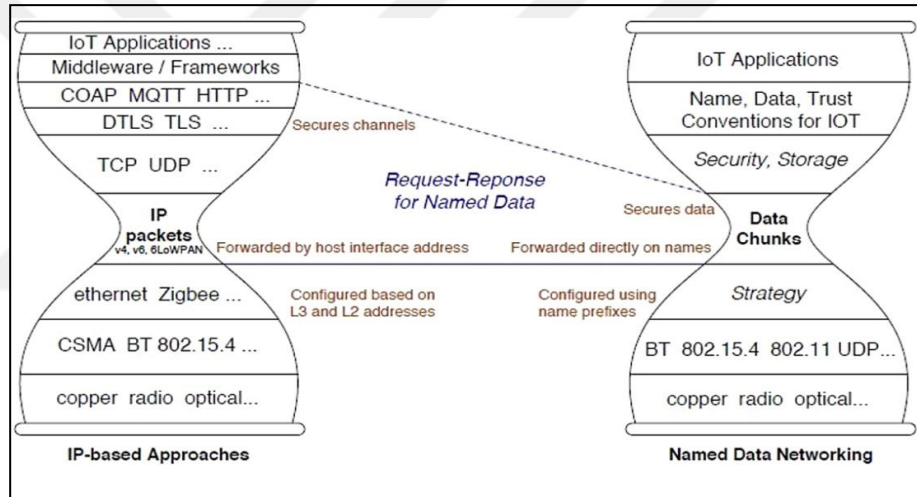 IoT Applications ...
Middleware / Frameworks
COAP MQTT HTTP ...
DTLS TLS ...
TCP UDP ...
IP
packets
v4, v6, 6LoWPAN
ethernet Zigbee ...
CSMA BT 802.15.4 ...
copper radio optical...
IP-based Approaches
Secures channels
Request-Reponse
for Named Data
Secures data
Forwarded by host interface address
Forwarded directly on names
Configured based on
L3 and L2 addresses
Configured using
name prefixes
IoT Applications
Name, Data, Trust
Conventions for IOT
Security, Storage
Data
Chunks
Strategy
BT 802.15.4 802.11 UDP...
copper radio optical...
Named Data Networking